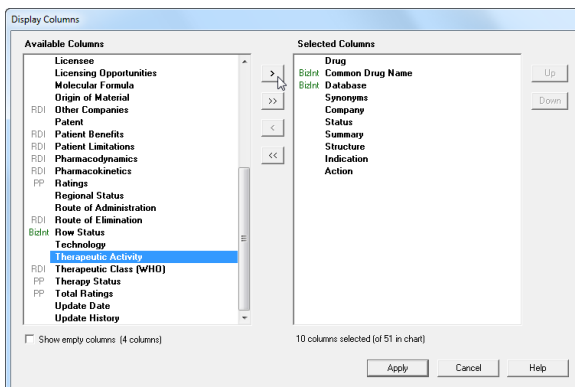 Display Columns
Available Columns
Licensee
Licensing Opportunities
Molecular Formula
Origin of Material
RDI Other Companies
Patent
RDI Patient Benefits
RDI Patient Limitations
RDI Pharmacodynamics
RDI Pharmacokinetics
PP Ratings
Regional Status
Route of Administration
RDI Route of Elimination
BizInt Row Status
Technology
Therapeutic Activity
RDI Therapeutic Class (WHO)
PP Therapy Status
PP Total Ratings
Update Date
Update History
Show empty columns (4 columns)
>
>>
<
<<
Selected Columns
Drug
BizInt Common Drug Name
BizInt Database
Synonyms
Company
Status
Summary
Structure
Indication
Action
10 columns selected (of 51 in chart)
Up
Down
Apply
Cancel
Help